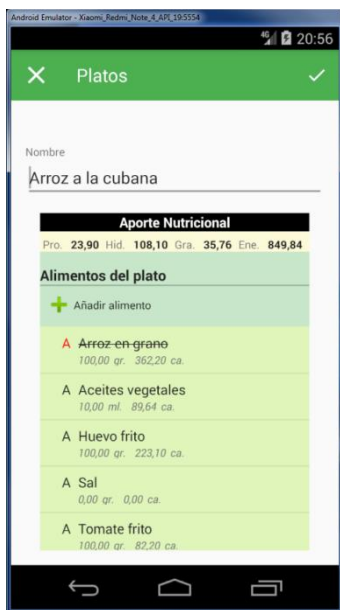 Android Emulator - Xiaomi_Redmi_Note_4_API_19:5554
4G 20:56
Platos
Nombre
Arroz a la cubana
Aporte Nutricional
Pro. 23,90 Hid. 108,10 Gra. 35,76 Ene. 849,84
Alimentos del plato
Añadir alimento
A Arroz en grano
100,00 gr. 362,20 ca.
A Aceites vegetales
10,00 ml. 89,64 ca.
A Huevo frito
100,00 gr. 223,10 ca.
A Sal
0,00 gr. 0,00 ca.
A Tomate frito
100,00 gr. 82,20 ca.